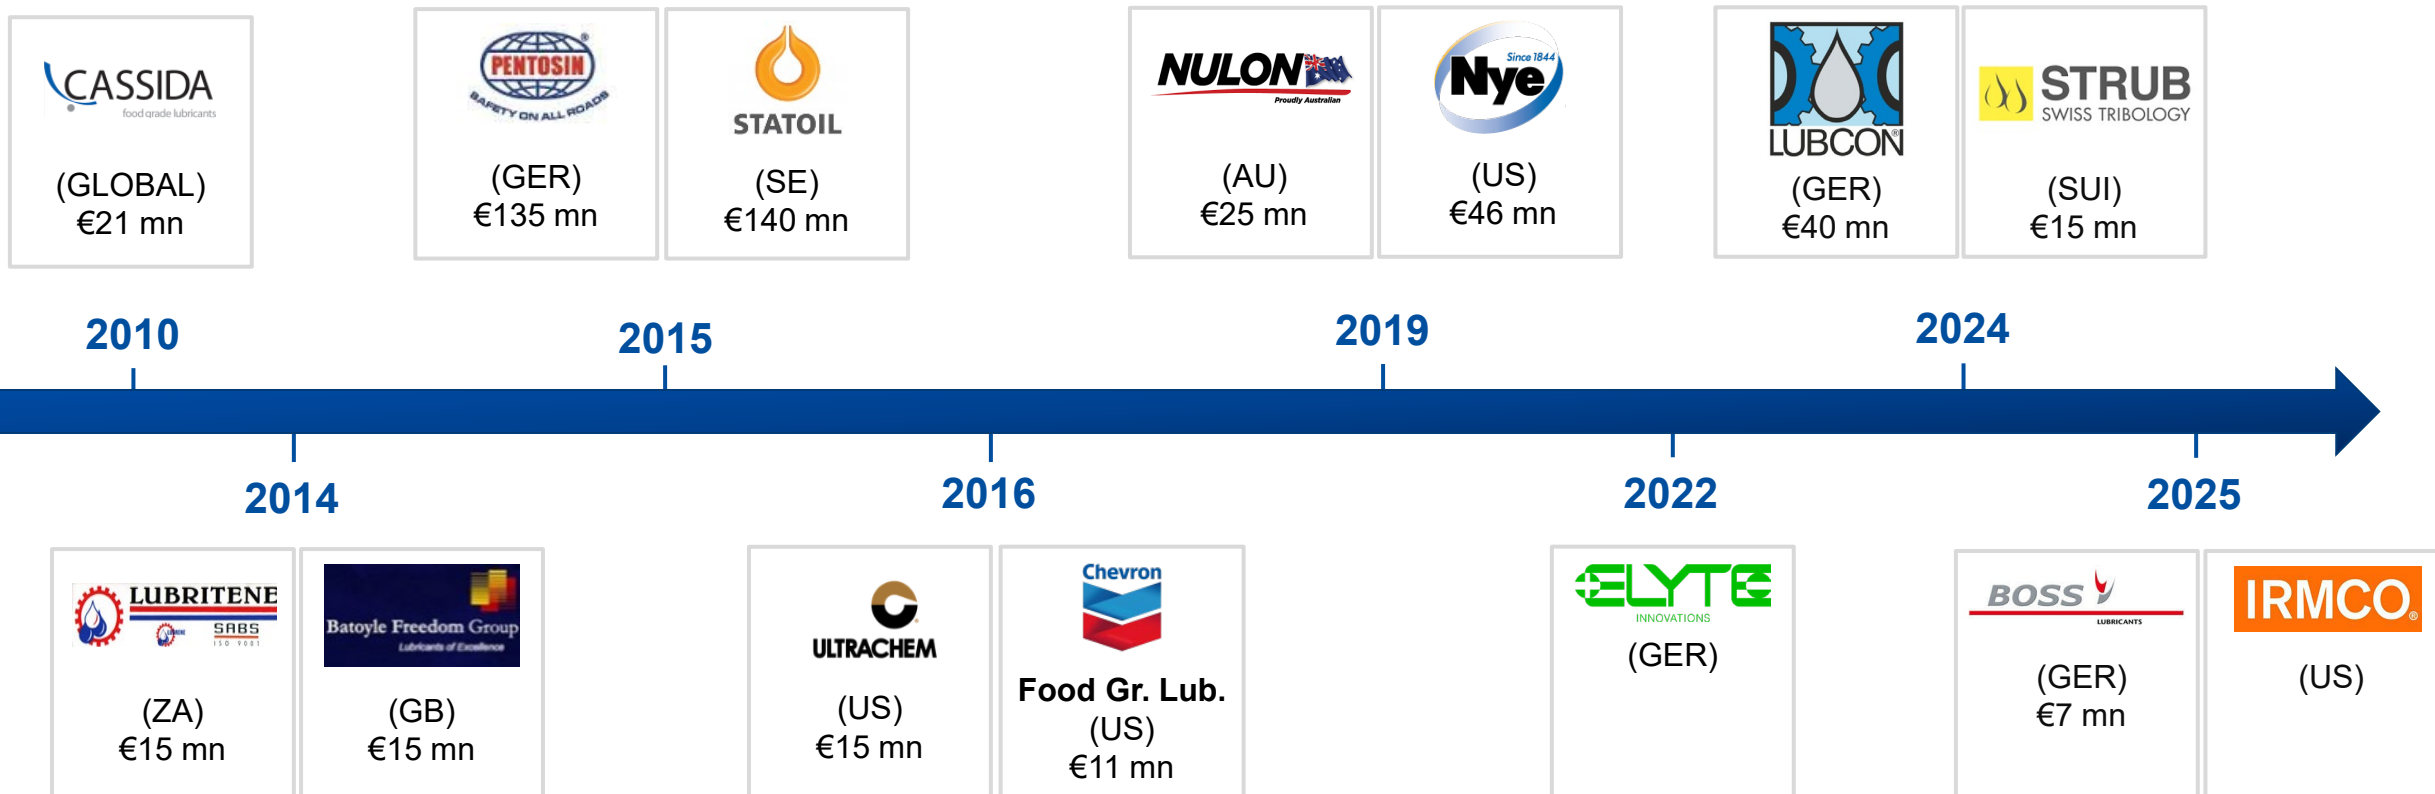 CASSIDA
food grade lubricants
(GLOBAL)
€21 mn
PENTOSIN
®
SAFETY ON ALL ROADS
(GER)
€135 mn
STATOIL
(SE)
€140 mn
NULON
Proudly Australian
(AU)
€25 mn
Since 1844
Nye
(US)
€46 mn
LUBCON®
(GER)
€40 mn
STRUB
SWISS TRIBOLOGY
(SUI)
€15 mn
2010
2015
2019
2024
2014
2016
2022
2025
LUBRITENE
SABS
ISO 9001
(ZA)
€15 mn
Batoyle Freedom Group
Lubricants of Excellence
(GB)
€15 mn
ULTRACHEM
(US)
€15 mn
Chevron
Food Gr. Lub.
(US)
€11 mn
ELYTE
INNOVATIONS
(GER)
BOSS
LUBRICANTS
(GER)
€7 mn
IRMCO®
(US)